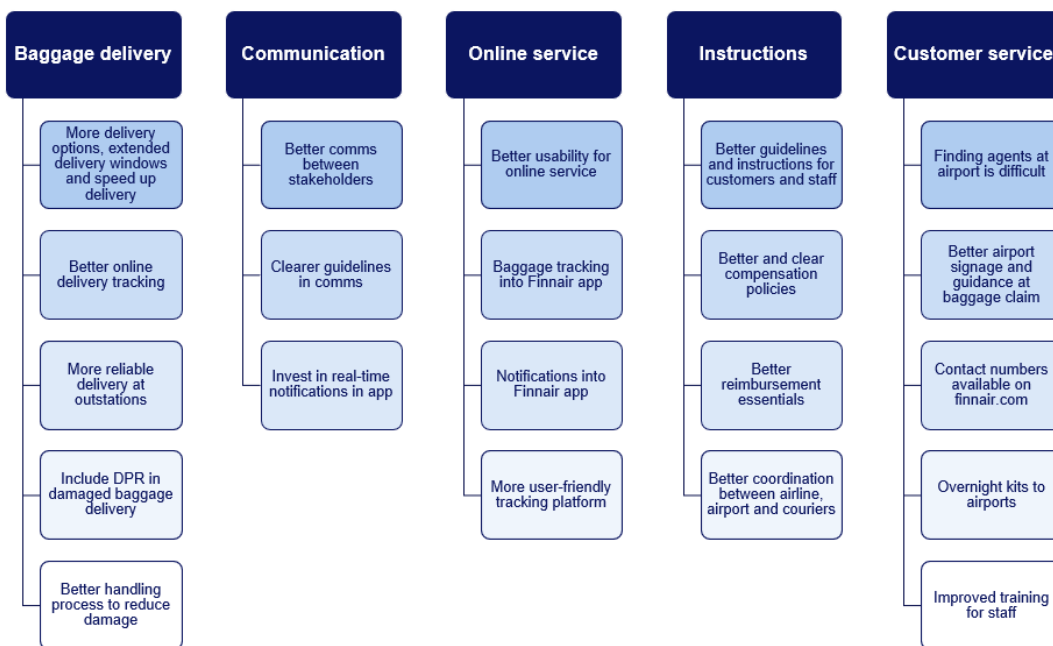 Baggage delivery
More delivery
options, extended
delivery windows
and speed up
delivery
Better online
delivery tracking
More reliable
delivery at
outstations
Include DPR in
damaged baggage
delivery
Better handling
process to reduce
damage
Communication
Better comms
between
stakeholders
Clearer guidelines
in comms
Invest in real-time
notifications in app
Online service
Better usability for
online service
Baggage tracking
into Finnair app
Notifications into
Finnair app
More user-friendly
tracking platform
Instructions
Better guidelines
and instructions for
customers and staff
Better and clear
compensation
policies
Better
reimbursement
essentials
Better coordination
between airline,
airport and couriers
Customer service
Finding agents at
airport is difficult
Better airport
signage and
guidance at
baggage claim
Contact numbers
available on
finnair.com
Overnight kits to
airports
Improved training
for staff